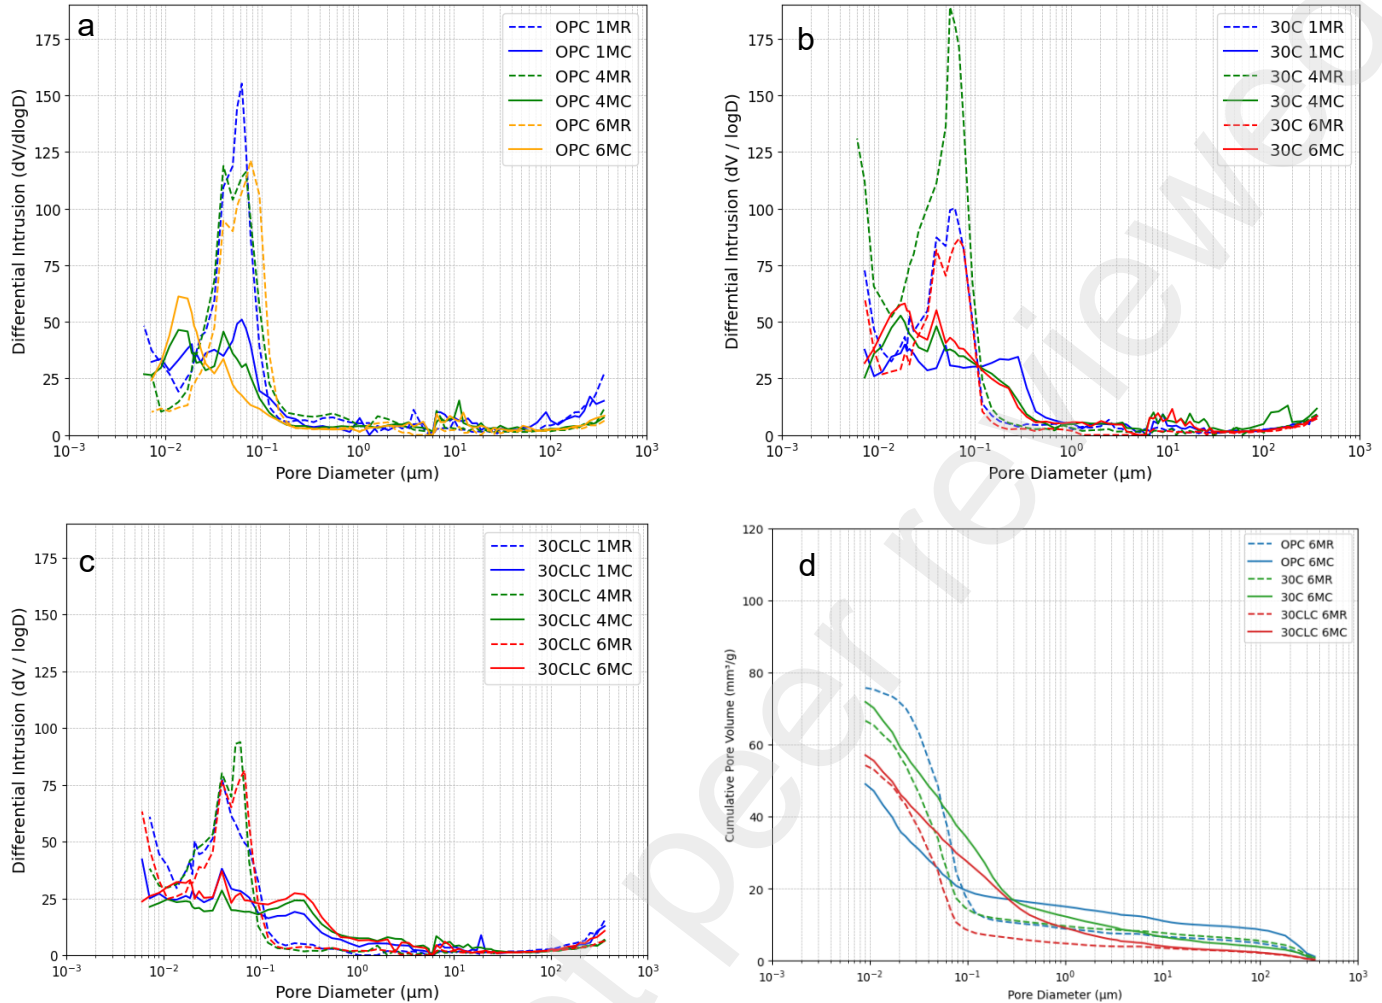 a
175
150
125
100
75
50
25
0
Differential Intrusion (dV/dlogD)
OPC 1MR
OPC 1MC
OPC 4MR
OPC 4MC
OPC 6MR
OPC 6MC
10⁻³ 10⁻² 10⁻¹ 10⁰ 10¹ 10² 10³
Pore Diameter (μm)
b
175
150
125
100
75
50
25
0
Differntial Intrusion (dV / logD)
30C 1MR
30C 1MC
30C 4MR
30C 4MC
30C 6MR
30C 6MC
10⁻³ 10⁻² 10⁻¹ 10⁰ 10¹ 10² 10³
Pore Diameter (μm)
c
175
150
125
100
75
50
25
0
Differential Intrusion (dV / logD)
30CLC 1MR
30CLC 1MC
30CLC 4MR
30CLC 4MC
30CLC 6MR
30CLC 6MC
10⁻³ 10⁻² 10⁻¹ 10⁰ 10¹ 10² 10³
Pore Diameter (μm)
d
120
100
80
60
40
20
0
Cumulative Pore Volume (mm³/g)
OPC 6MR
OPC 6MC
30C 6MR
30C 6MC
30CLC 6MR
30CLC 6MC
10⁻³ 10⁻² 10⁻¹ 10⁰ 10¹ 10² 10³
Pore Diameter (μm)
t peer reviewed